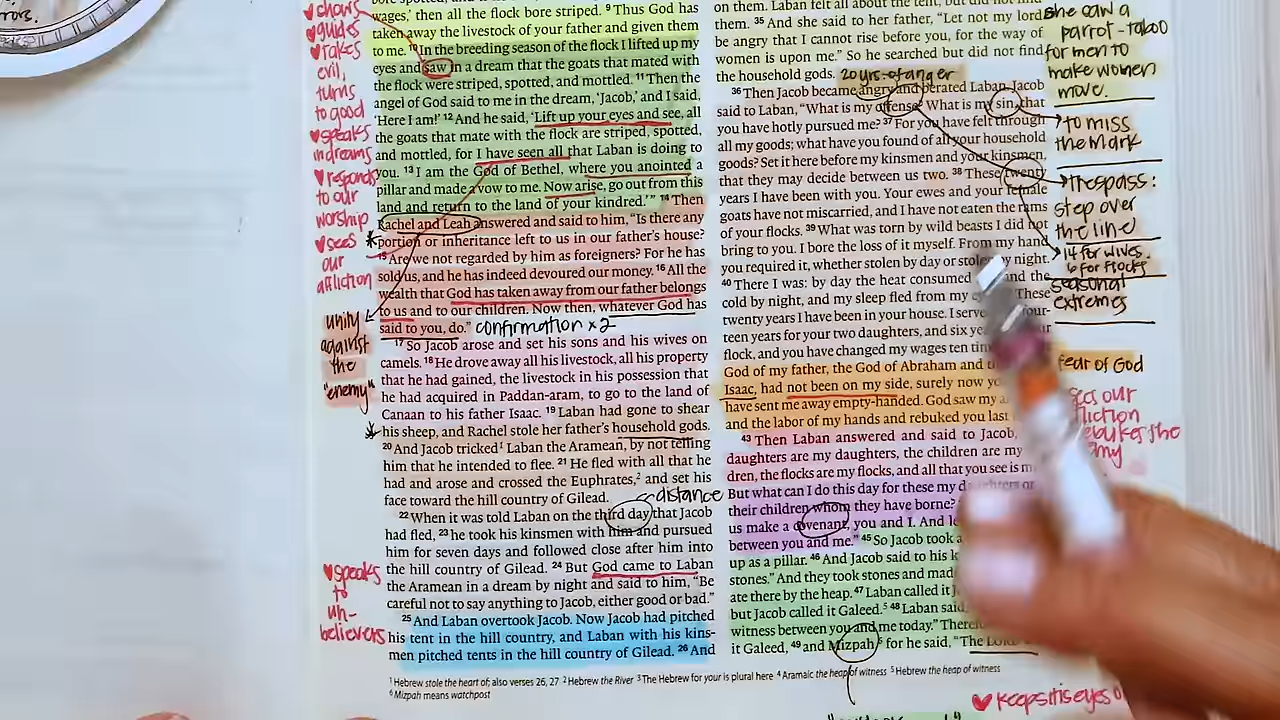 shows
guides
takes
evil,
turns
to good
speaks
in dreams
responds
to our
worship
sees
our
affliction
unity
against
the
"enemy"
speaks
to
un-
believers
wages,' then all the flock bore striped. 9 Thus God has
taken away the livestock of your father and given them
to me. 10 In the breeding season of the flock I lifted up my
eyes and saw in a dream that the goats that mated with
the flock were striped, spotted, and mottled. 11 Then the
angel of God said to me in the dream, 'Jacob,' and I said,
'Here I am!' 12 And he said, 'Lift up your eyes and see, all
the goats that mate with the flock are striped, spotted,
and mottled, for I have seen all that Laban is doing to
you. 13 I am the God of Bethel, where you anointed a
pillar and made a vow to me. Now arise, go out from this
land and return to the land of your kindred.'" 14 Then
Rachel and Leah answered and said to him, "Is there any
portion or inheritance left to us in our father's house?
15 Are we not regarded by him as foreigners? For he has
sold us, and he has indeed devoured our money. 16 All the
wealth that God has taken away from our father belongs
to us and to our children. Now then, whatever God has
said to you, do." confirmation x2
17 So Jacob arose and set his sons and his wives on
camels. 18 He drove away all his livestock, all his property
that he had gained, the livestock in his possession that
he had acquired in Paddan-aram, to go to the land of
Canaan to his father Isaac. 19 Laban had gone to shear
his sheep, and Rachel stole her father's household gods.
20 And Jacob tricked1 Laban the Aramean, by not telling
him that he intended to flee. 21 He fled with all that he
had and arose and crossed the Euphrates,2 and set his
face toward the hill country of Gilead.
distance
22 When it was told Laban on the third day that Jacob
had fled, 23 he took his kinsmen with him and pursued
him for seven days and followed close after him into
the hill country of Gilead. 24 But God came to Laban
the Aramean in a dream by night and said to him, "Be
careful not to say anything to Jacob, either good or bad."
25 And Laban overtook Jacob. Now Jacob had pitched
his tent in the hill country, and Laban with his kins-
men pitched tents in the hill country of Gilead. 26 And
on them. Laban felt all about the tent, but did not find
them. 35 And she said to her father, "Let not my lord
be angry that I cannot rise before you, for the way of
women is upon me." So he searched but did not find
the household gods. 20 yrs. of anger
36 Then Jacob became angry and berated Laban. Jacob
said to Laban, "What is my offense? What is my sin, that
you have hotly pursued me? 37 For you have felt through
all my goods; what have you found of all your household
goods? Set it here before my kinsmen and your kinsmen,
that they may decide between us two. 38 These twenty
years I have been with you. Your ewes and your female
goats have not miscarried, and I have not eaten the rams
of your flocks. 39 What was torn by wild beasts I did not
bring to you. I bore the loss of it myself. From my hand
you required it, whether stolen by day or stolen by night.
40 There I was: by day the heat consumed and the
cold by night, and my sleep fled from my These
twenty years I have been in your house. I
teen years for your two daughters, and six
flock, and you have changed my wages ten
God of my father, the God of Abraham and
Isaac, had not been on my side, surely now
have sent me away empty-handed. God saw my
and the labor of my hands and rebuked you last
43 Then Laban answered and said to Jacob,
daughters are my daughters, the children are my
dren, the flocks are my flocks, and all that you see is
But what can I do this day for these my daughters or
their children whom they have borne?
us make a covenant, you and I. And
between you and me." 45 So Jacob took
up as a pillar. 46 And Jacob said to his
stones." And they took stones and
ate there by the heap. 47 Laban called it
but Jacob called it Galeed.5 48 Laban said,
witness between you and me today."
it Galeed, 49 and Mizpah,6 for he said, "The LORD
she saw a
parrot - taboo
for men to
make women
move.
to miss
the mark
trespass:
step over
the line
14 for wives.
6 for flocks
seasonal
extremes
fear of God
sees our
keeps His eyes
1 Hebrew stole the heart of; also verses 26, 27 2 Hebrew the River 3 The Hebrew for your is plural here 4 Aramaic the heap of witness 5 Hebrew the heap of witness
6 Mizpah means watchpost